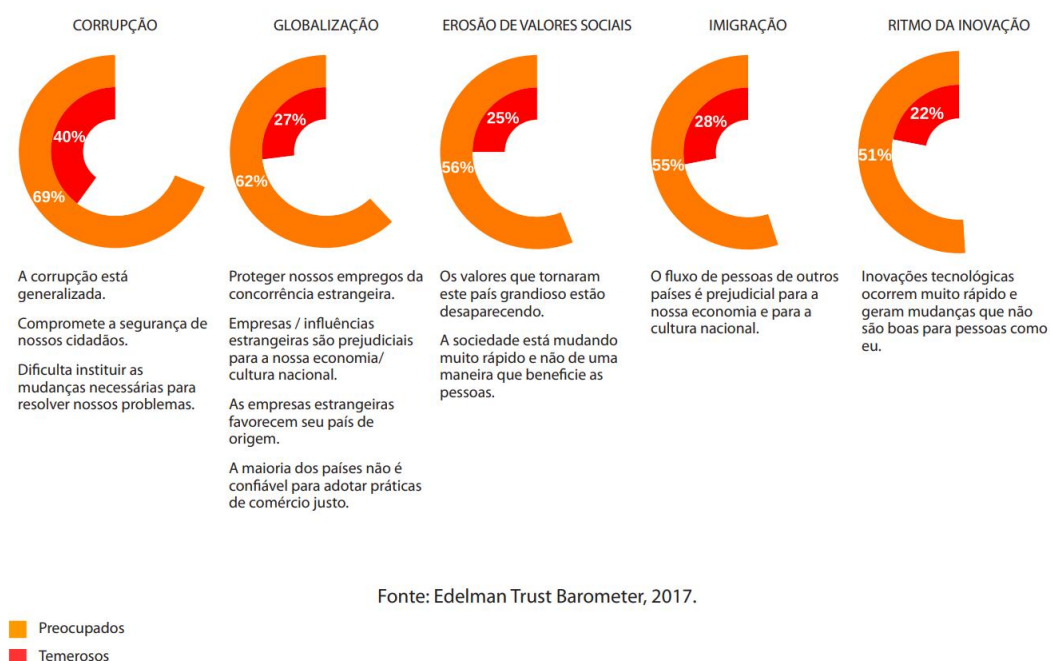 CORRUPÇÃO
40%
69%
A corrupção está
generalizada.
Compromete a segurança de
nossos cidadãos.
Dificulta instituir as
mudanças necessárias para
resolver nossos problemas.
GLOBALIZAÇÃO
27%
62%
Proteger nossos empregos da
concorrência estrangeira.
Empresas / influências
estrangeiras são prejudiciais
para a nossa economia/
cultura nacional.
As empresas estrangeiras
favorecem seu país de
origem.
A maioria dos países não é
confiável para adotar práticas
de comércio justo.
EROSÃO DE VALORES SOCIAIS
25%
56%
Os valores que tornaram
este país grandioso estão
desaparecendo.
A sociedade está mudando
muito rápido e não de uma
maneira que beneficie as
pessoas.
IMIGRAÇÃO
28%
55%
O fluxo de pessoas de outros
países é prejudicial para a
nossa economia e para a
cultura nacional.
RITMO DA INOVAÇÃO
22%
51%
Inovações tecnológicas
ocorrem muito rápido e
geram mudanças que não
são boas para pessoas como
eu.
Fonte: Edelman Trust Barometer, 2017.
Preocupados
Temerosos